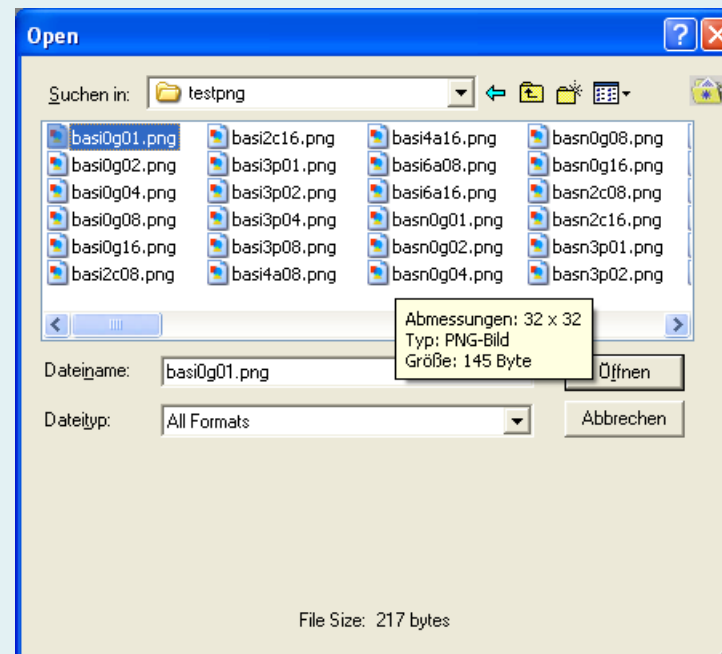 Open
Suchen in: testpng
basi0g01.png basi2c16.png basi4a16.png basn0g08.png
basi0g02.png basi3p01.png basi6a08.png basn0g16.png
basi0g04.png basi3p02.png basi6a16.png basn2c08.png
basi0g08.png basi3p04.png basn0g01.png basn2c16.png
basi0g16.png basi3p08.png basn0g02.png basn3p01.png
basi2c08.png basi4a08.png basn0g04.png basn3p02.png
Abmessungen: 32 x 32
Typ: PNG-Bild
Größe: 145 Byte
Dateiname: basi0g01.png Öffnen
Dateityp: All Formats Abbrechen
File Size: 217 bytes